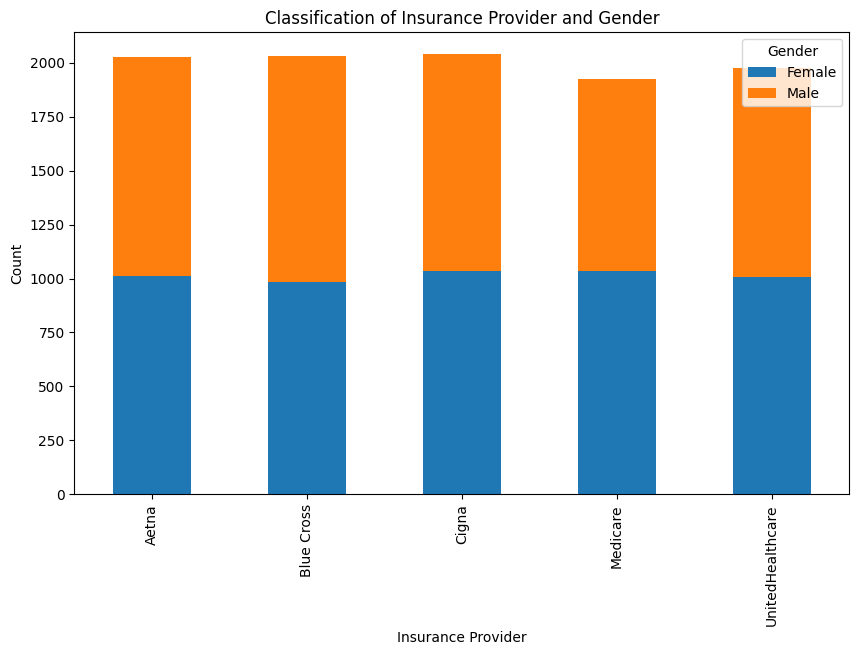 Classification of Insurance Provider and Gender
Gender
Female
Male
2000
1750
1500
1250
1000
750
500
250
0
Count
Aetna
Blue Cross
Cigna
Medicare
UnitedHealthcare
Insurance Provider